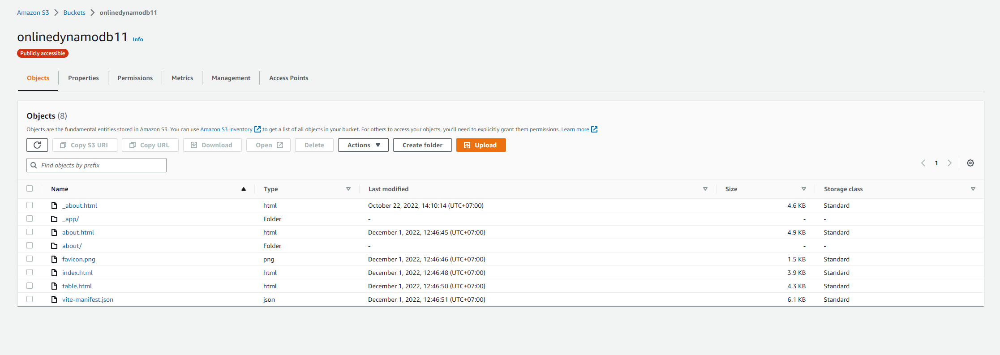 Amazon S3 Buckets onlinedynamodb11
onlinedynamodb11 Info
Publicly accessible
Objects Properties Permissions Metrics Management Access Points
Objects (8)
Objects are the fundamental entities stored in Amazon S3. You can use Amazon S3 inventory to get a list of all objects in your bucket. For others to access your objects, you'll need to explicitly grant them permissions. Learn more
Copy S3 URI Copy URL Download Open Delete Actions Create folder Upload
Find objects by prefix 1
Name Type Last modified Size Storage class
_about.html html October 22, 2022, 14:10:14 (UTC+07:00) 4.6 KB Standard
_app/ Folder - - -
about.html html December 1, 2022, 12:46:45 (UTC+07:00) 4.9 KB Standard
about/ Folder - - -
favicon.png png December 1, 2022, 12:46:46 (UTC+07:00) 1.5 KB Standard
index.html html December 1, 2022, 12:46:48 (UTC+07:00) 3.9 KB Standard
table.html html December 1, 2022, 12:46:50 (UTC+07:00) 4.3 KB Standard
vite-manifest.json json December 1, 2022, 12:46:51 (UTC+07:00) 6.1 KB Standard